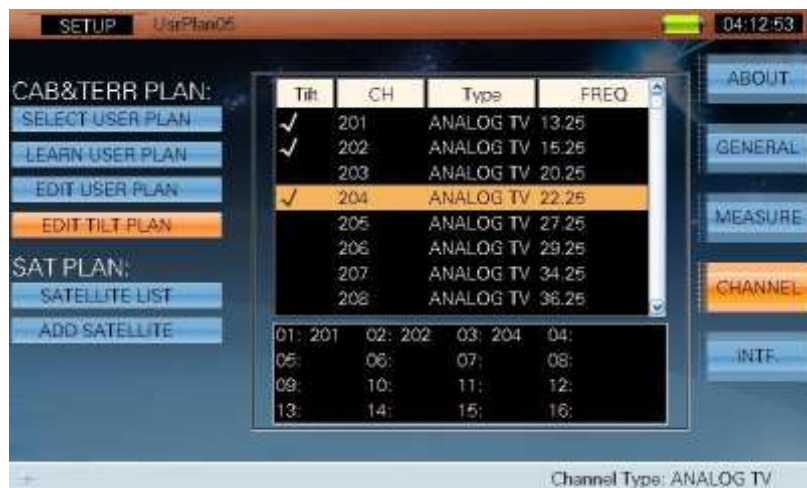 SETUP UsrPlan05 04:12:53
CAB&TERR PLAN:
SELECT USER PLAN
LEARN USER PLAN
EDIT USER PLAN
EDIT TILT PLAN
SAT PLAN:
SATELLITE LIST
ADD SATELLITE
Tilt CH Type FREQ
✓ 201 ANALOG TV 13.25
✓ 202 ANALOG TV 15.25
203 ANALOG TV 20.25
✓ 204 ANALOG TV 22.25
205 ANALOG TV 27.25
206 ANALOG TV 29.25
207 ANALOG TV 34.25
208 ANALOG TV 36.25
01: 201 02: 202 03: 204 04:
05: 06: 07: 08:
09: 10: 11: 12:
13: 14: 15: 16:
ABOUT
GENERAL
MEASURE
CHANNEL
INTF.
Channel Type: ANALOG TV